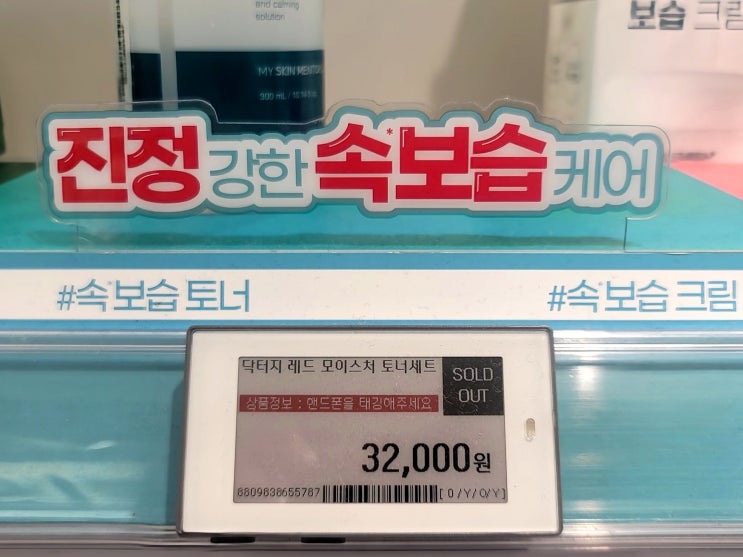 and calming
solution
MY SKIN MENTOR
300 mL /
보습 크림
진정 강한 속*보습 케어
#속*보습 토너
#속*보습 크림
닥터지 레드 모이스처 토너세트
SOLD
OUT
상품정보 : 핸드폰을 태깅해주세요
32,000원
8809838655787
[ 0 / Y / 0 / Y ]